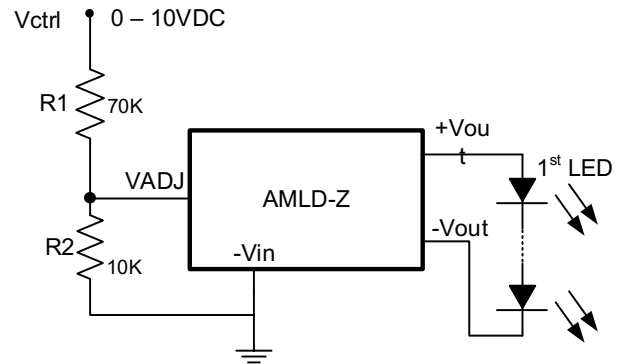 Vctrl 0 – 10VDC
R1 70K
+Vou
t
1st LED
VADJ
AMLD-Z
-Vout
R2 10K
-Vin